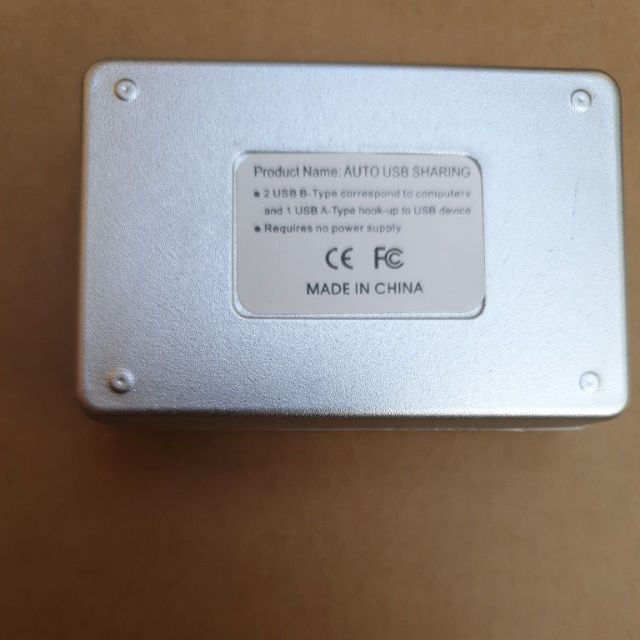 Product Name: AUTO USB SHARING
● 2 USB B-Type correspond to computers
and 1 USB A-Type hook-up to USB device
● Requires no power supply
CE FC
MADE IN CHINA